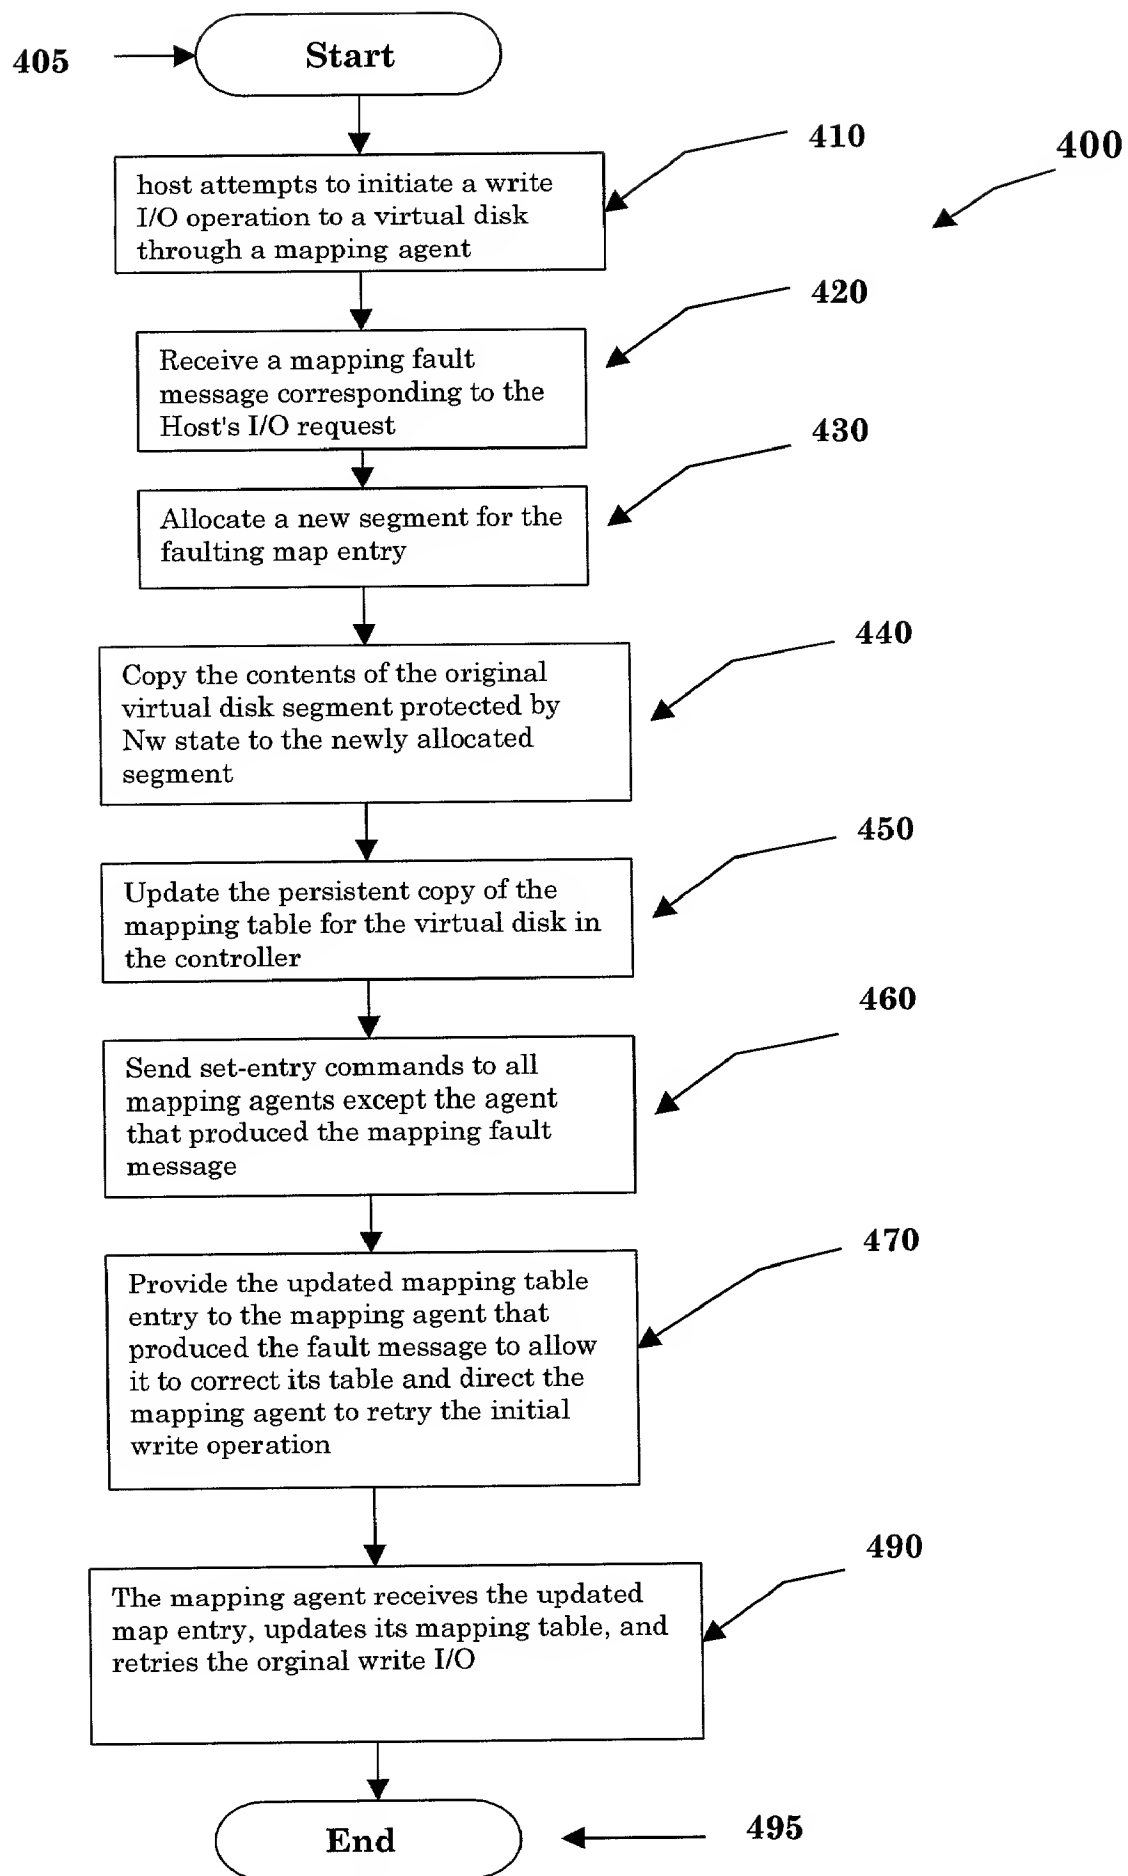 405
Start
410
400
host attempts to initiate a write
I/O operation to a virtual disk
through a mapping agent
420
Receive a mapping fault
message corresponding to the
Host's I/O request
430
Allocate a new segment for the
faulting map entry
440
Copy the contents of the original
virtual disk segment protected by
Nw state to the newly allocated
segment
450
Update the persistent copy of the
mapping table for the virtual disk in
the controller
460
Send set-entry commands to all
mapping agents except the agent
that produced the mapping fault
message
470
Provide the updated mapping table
entry to the mapping agent that
produced the fault message to allow
it to correct its table and direct the
mapping agent to retry the initial
write operation
490
The mapping agent receives the updated
map entry, updates its mapping table, and
retries the orginal write I/O
End
495